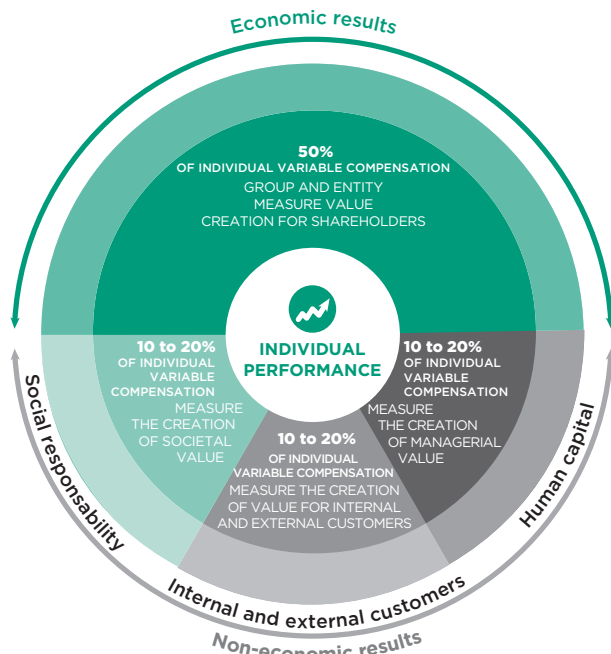 Economic results
50%
OF INDIVIDUAL VARIABLE COMPENSATION
GROUP AND ENTITY
MEASURE VALUE
CREATION FOR SHAREHOLDERS
INDIVIDUAL
PERFORMANCE
10 to 20%
OF INDIVIDUAL
VARIABLE
COMPENSATION
MEASURE
THE CREATION
OF SOCIETAL
VALUE
10 to 20%
OF INDIVIDUAL
VARIABLE COMPENSATION
MEASURE THE CREATION
OF VALUE FOR INTERNAL
AND EXTERNAL CUSTOMERS
10 to 20%
OF INDIVIDUAL
VARIABLE
COMPENSATION
MEASURE
THE CREATION
OF MANAGERIAL
VALUE
Social responsability
Internal and external customers
Human capital
Non-economic results